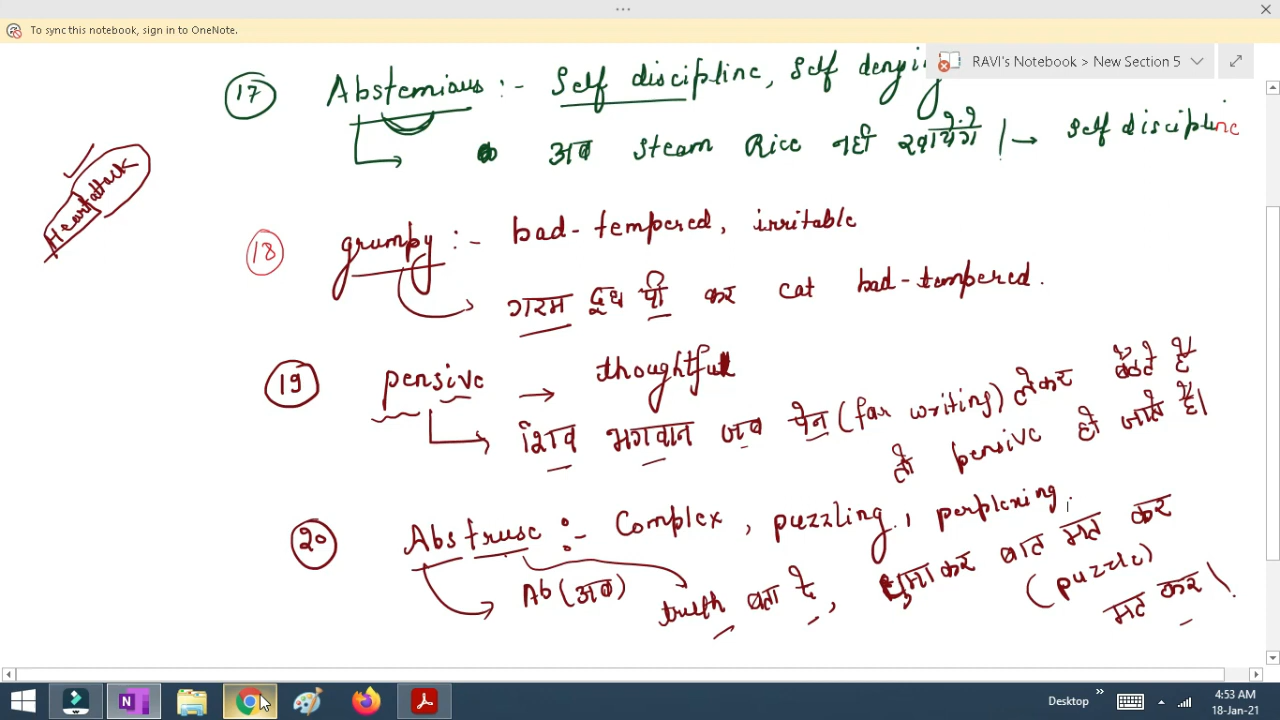 To sync this notebook, sign in to OneNote.
RAVI's Notebook > New Section 5
17 Abstemious :- Self discipline, Self denying
अब steam Rice नहीं खायेंगे |→ self discipline
Heart attack
18 grumpy :- bad-tempered, irritable
गरम दूध पी कर cat bad-tempered.
19 pensive → thoughtful
शिव भगवान जब पेन (for writing) लेकर बैठते हैं
तो pensive हो जाते हैं।
20 Abstruse :- Complex, puzzling, perplexing,
Ab (अब) truth बता दे, घुमाकर बात मत कर
(puzzle)
मत कर।
Desktop
4:53 AM
18-Jan-21